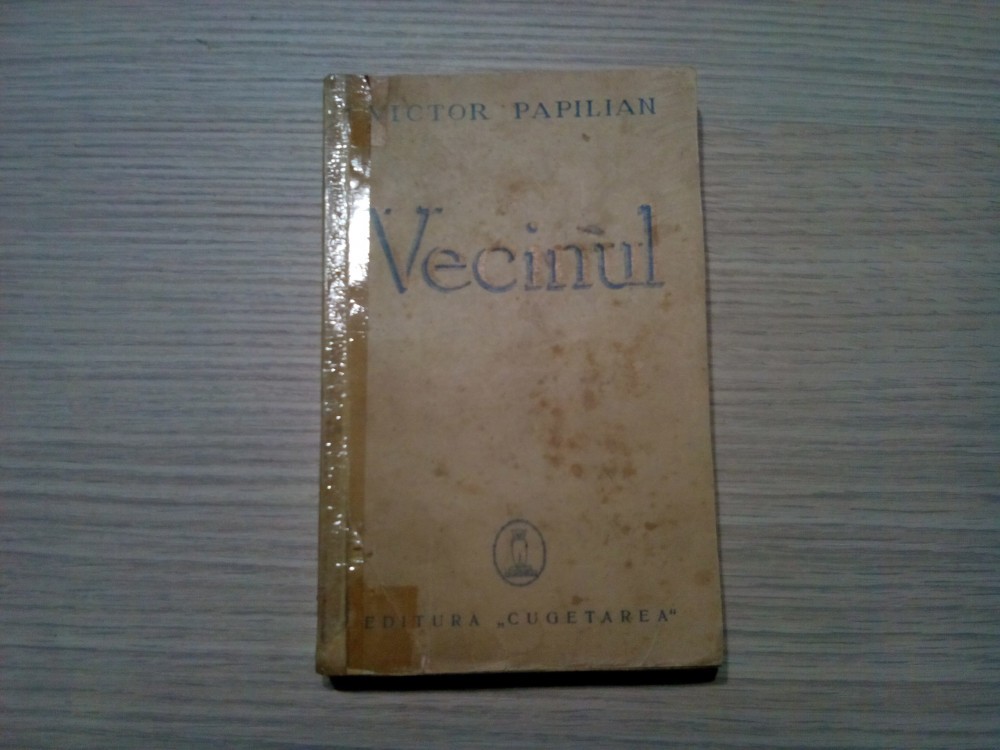 VICTOR PAPILIAN
Vecinul
EDITURA „CUGETAREA“